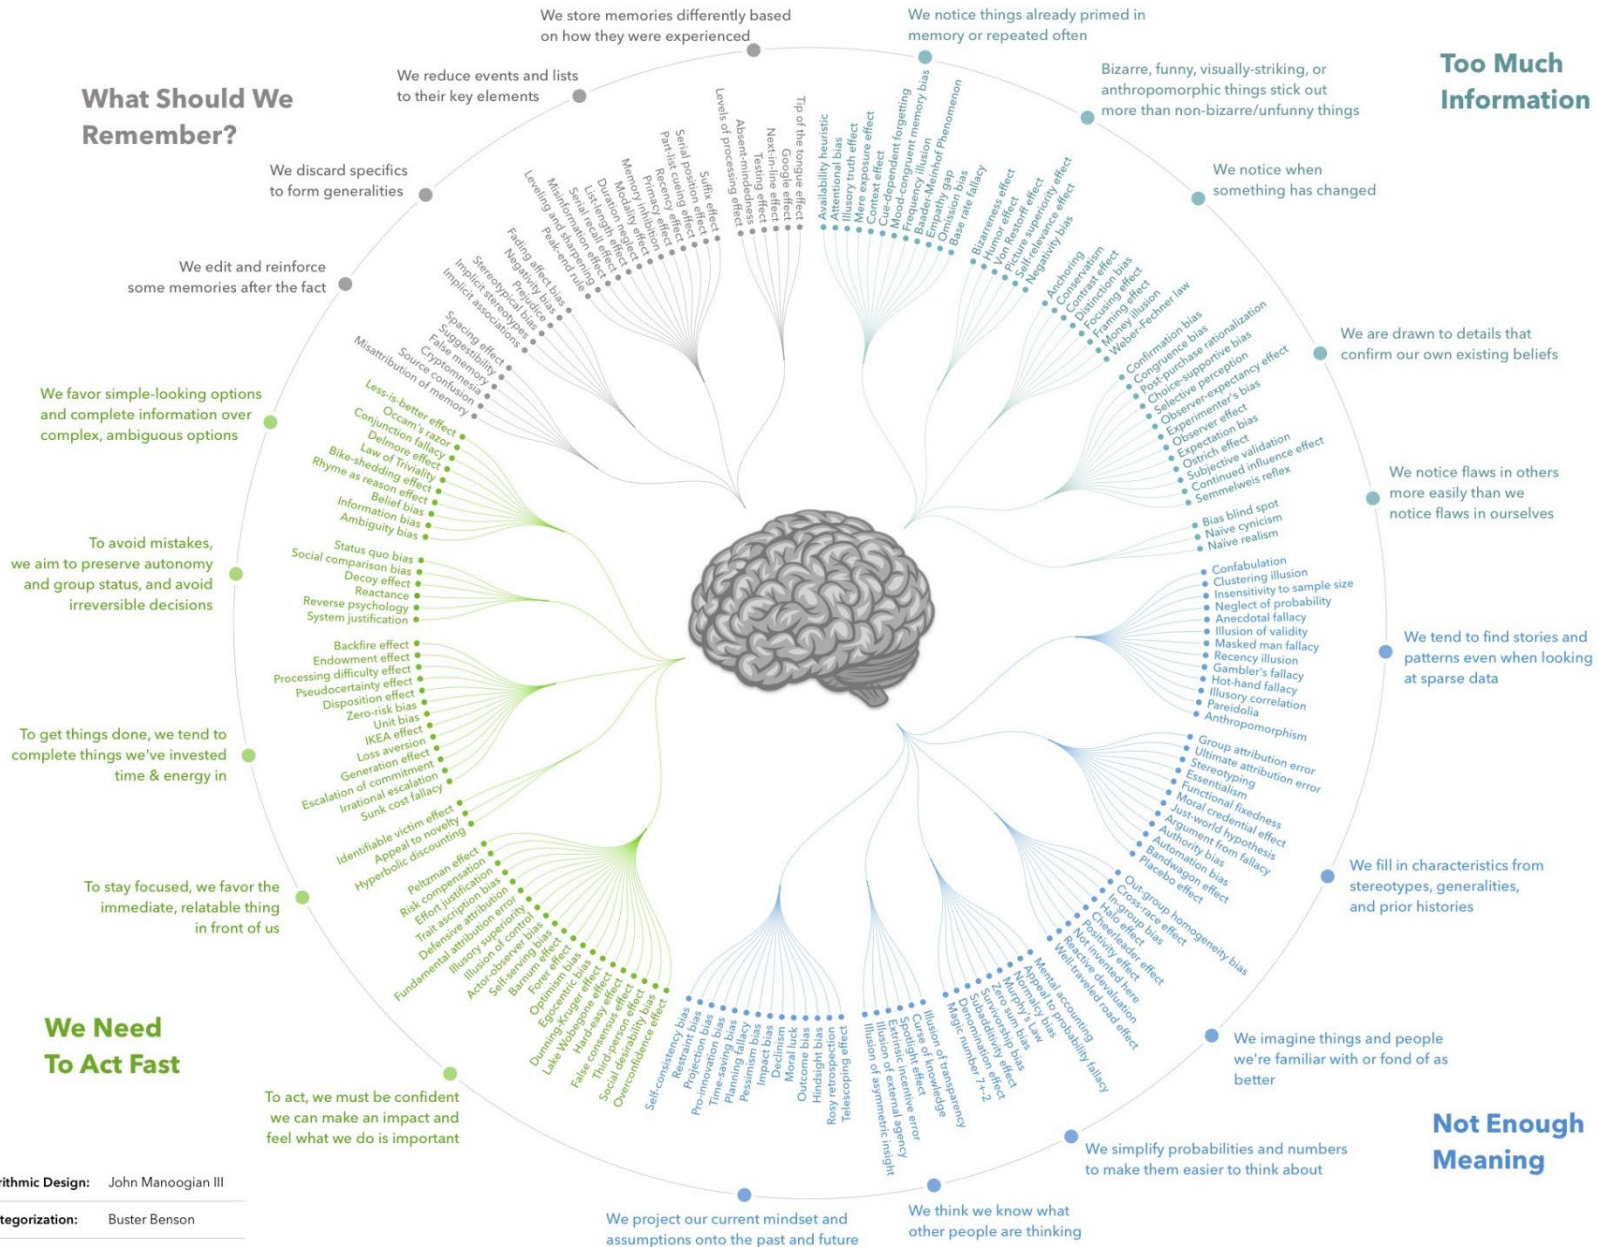 We store memories differently based
on how they were experienced
We notice things already primed in
memory or repeated often
We reduce events and lists
to their key elements
Bizarre, funny, visually-striking, or
anthropomorphic things stick out
more than non-bizarre/unfunny things
Too Much
Information
What Should We
Remember?
We discard specifics
to form generalities
We notice when
something has changed
We edit and reinforce
some memories after the fact
We are drawn to details that
confirm our own existing beliefs
We favor simple-looking options
and complete information over
complex, ambiguous options
We notice flaws in others
more easily than we
notice flaws in ourselves
To avoid mistakes,
we aim to preserve autonomy
and group status, and avoid
irreversible decisions
We tend to find stories and
patterns even when looking
at sparse data
To get things done, we tend to
complete things we've invested
time & energy in
We fill in characteristics from
stereotypes, generalities,
and prior histories
To stay focused, we favor the
immediate, relatable thing
in front of us
We imagine things and people
we're familiar with or fond of as
better
We Need
To Act Fast
To act, we must be confident
we can make an impact and
feel what we do is important
Not Enough
Meaning
We simplify probabilities and numbers
to make them easier to think about
We think we know what
other people are thinking
We project our current mindset and
assumptions onto the past and future
Availability heuristic
Attentional bias
Illusory truth effect
Mere exposure effect
Context effect
Cue-dependent forgetting
Mood-congruent memory bias
Frequency illusion
Baader-Meinhof Phenomenon
Empathy gap
Omission bias
Base rate fallacy
Bizarreness effect
Humor effect
Von Restorff effect
Picture superiority effect
Self-relevance effect
Negativity bias
Anchoring
Conservatism
Contrast effect
Distinction bias
Focusing effect
Framing effect
Money illusion
Weber-Fechner law
Confirmation bias
Congruence bias
Post-purchase rationalization
Choice-supportive bias
Selective perception
Observer-expectancy effect
Experimenter's bias
Observer effect
Expectation bias
Ostrich effect
Subjective validation
Continued influence effect
Semmelweis reflex
Bias blind spot
Naïve cynicism
Naïve realism
Confabulation
Clustering illusion
Insensitivity to sample size
Neglect of probability
Anecdotal fallacy
Illusion of validity
Masked man fallacy
Recency illusion
Gambler's fallacy
Hot-hand fallacy
Illusory correlation
Pareidolia
Anthropomorphism
Group attribution error
Ultimate attribution error
Stereotyping
Essentialism
Functional fixedness
Moral credential effect
Just-world hypothesis
Argument from fallacy
Authority bias
Automation bias
Bandwagon effect
Placebo effect
Out-group homogeneity bias
Cross-race effect
In-group bias
Halo effect
Cheerleader effect
Positivity effect
Not invented here
Reactive devaluation
Well-traveled road effect
Mental accounting
Appeal to probability fallacy
Normalcy bias
Murphy's Law
Zero sum bias
Survivorship bias
Subadditivity effect
Denomination effect
Magic number 7+-2
Illusion of transparency
Curse of knowledge
Spotlight effect
Extrinsic incentive error
Illusion of external agency
Illusion of asymmetric insight
Telescoping effect
Rosy retrospection
Hindsight bias
Outcome bias
Moral luck
Declinism
Impact bias
Pessimism bias
Planning fallacy
Time-saving bias
Pro-innovation bias
Projection bias
Restraint bias
Self-consistency bias
Overconfidence effect
Social desirability bias
Third-person effect
False consensus effect
Hard-easy effect
Lake Wobegone effect
Dunning-Kruger effect
Egocentric bias
Optimism bias
Forer effect
Barnum effect
Self-serving bias
Actor-observer bias
Illusion of control
Illusory superiority
Fundamental attribution error
Defensive attribution
Trait ascription bias
Effort justification
Risk compensation
Peltzman effect
Hyperbolic discounting
Appeal to novelty
Identifiable victim effect
Sunk cost fallacy
Irrational escalation
Escalation of commitment
Generation effect
Loss aversion
IKEA effect
Unit bias
Zero-risk bias
Disposition effect
Pseudocertainty effect
Processing difficulty effect
Endowment effect
Backfire effect
System justification
Reverse psychology
Reactance
Decoy effect
Social comparison bias
Status quo bias
Ambiguity bias
Information bias
Belief bias
Rhyme as reason effect
Bike-shedding effect
Law of Triviality
Delmore effect
Conjunction fallacy
Occam's razor
Less-is-better effect
Misattribution of memory
Source confusion
Cryptomnesia
False memory
Suggestibility
Spacing effect
Implicit associations
Implicit stereotypes
Stereotypical bias
Prejudice
Negativity bias
Fading affect bias
Peak-end rule
Leveling and sharpening
Misinformation effect
Serial recall effect
List-length effect
Duration neglect
Modality effect
Memory inhibition
Primacy effect
Recency effect
Part-list cueing effect
Serial position effect
Suffix effect
Levels of processing effect
Absent-mindedness
Testing effect
Next-in-line effect
Google effect
Tip of the tongue effect
rithmic Design: John Manoogian III
tegorization: Buster Benson